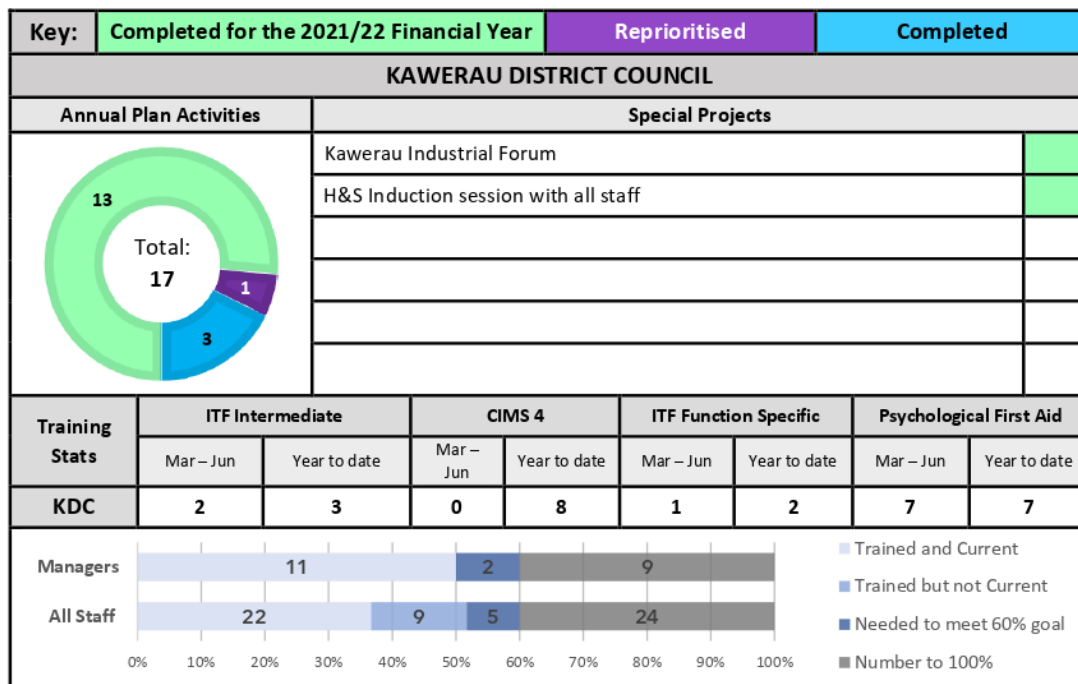 Key: Completed for the 2021/22 Financial Year Reprioritised Completed
KAWERAU DISTRICT COUNCIL
Annual Plan Activities Special Projects
Kawerau Industrial Forum
H&S Induction session with all staff
13
Total:
17
1
3
Training Stats ITF Intermediate CIMS 4 ITF Function Specific Psychological First Aid
Mar – Jun Year to date Mar – Jun Year to date Mar – Jun Year to date Mar – Jun Year to date
KDC 2 3 0 8 1 2 7 7
Managers 11 2 9
All Staff 22 9 5 24
0% 10% 20% 30% 40% 50% 60% 70% 80% 90% 100%
Trained and Current
Trained but not Current
Needed to meet 60% goal
Number to 100%